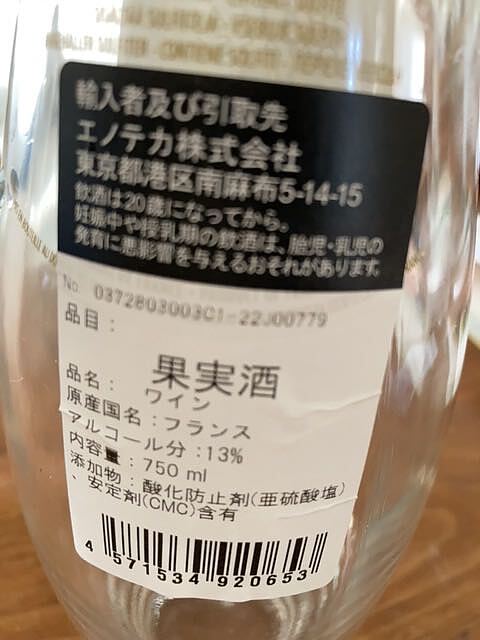 輸入者及び引取先
エノテカ株式会社
東京都港区南麻布5-14-15
飲酒は20歳になってから。
妊娠中や授乳期の飲酒は、胎児・乳児の
発育に悪影響を与えるおそれがあります。
No. 0372803003C1-22J00779
品目：
果実酒
品名： ワイン
原産国名：フランス
アルコール分：13%
内容量：750 ml
添加物：酸化防止剤(亜硫酸塩)
、安定剤(CMC)含有
4 571534 920653